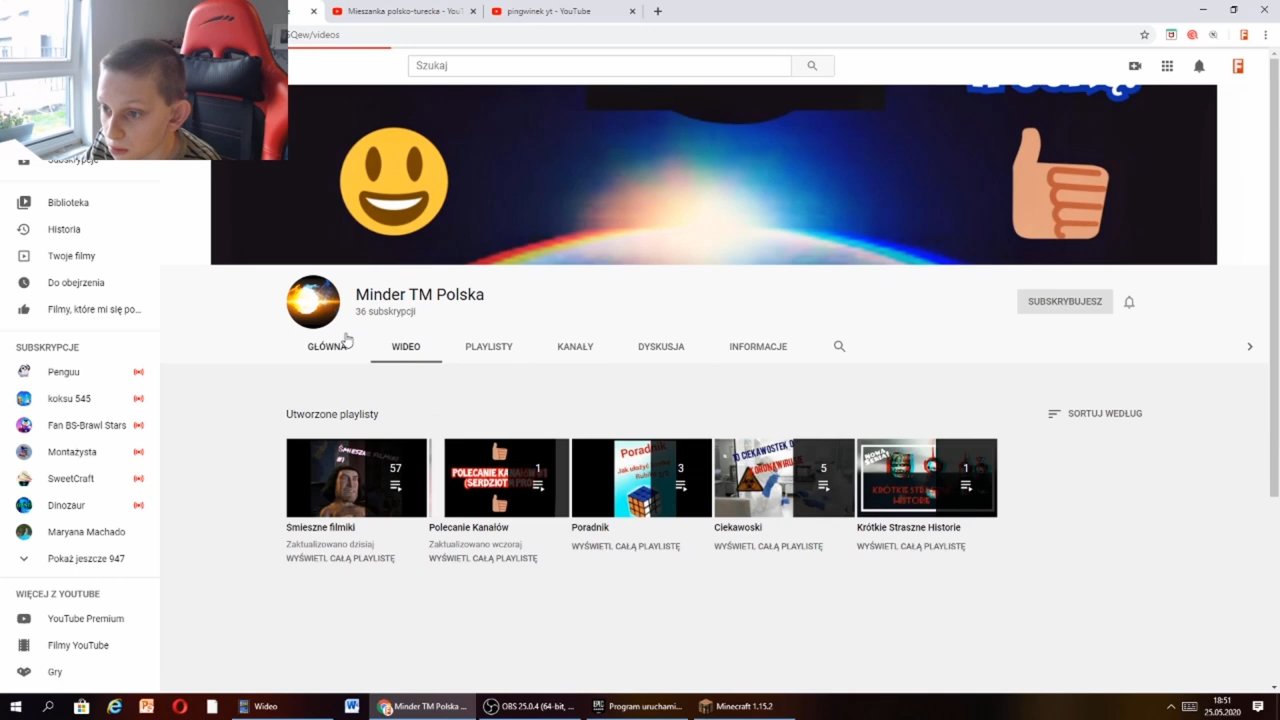 Mieszanka polsko-turecka - YouT
pingwinek yt - YouTube
Qew/videos
Szukaj
Subskrypcje
Biblioteka
Historia
Twoje filmy
Do obejrzenia
Filmy, które mi się po...
SUBSKRYPCJE
Penguu
koksu 545
Fan BS-Brawl Stars
Montazysta
SweetCraft
Dinozaur
Maryana Machado
Pokaż jeszcze 947
WIĘCEJ Z YOUTUBE
YouTube Premium
Filmy YouTube
Gry
Minder TM Polska
36 subskrypcji
SUBSKRYBUJESZ
GŁÓWNA WIDEO PLAYLISTY KANAŁY DYSKUSJA INFORMACJE
Utworzone playlisty
SORTUJ WEDŁUG
57
Smieszne filmiki
Zaktualizowano dzisiaj
WYŚWIETL CAŁĄ PLAYLISTĘ
POLECANIE
1
Polecanie Kanałów
Zaktualizowano wczoraj
WYŚWIETL CAŁĄ PLAYLISTĘ
Poradnik
Jak ułożyć
3
Poradnik
WYŚWIETL CAŁĄ PLAYLISTĘ
10 CIEKAWOSTEK O
5
Ciekawoski
WYŚWIETL CAŁĄ PLAYLISTĘ
KRÓTKIE STRASZNE
1
Krótkie Straszne Historie
WYŚWIETL CAŁĄ PLAYLISTĘ
Wideo
Minder TM Polska ...
OBS 25.0.4 (64-bit, ...
Program uruchami...
Minecraft 1.15.2
18:51
25.05.2020